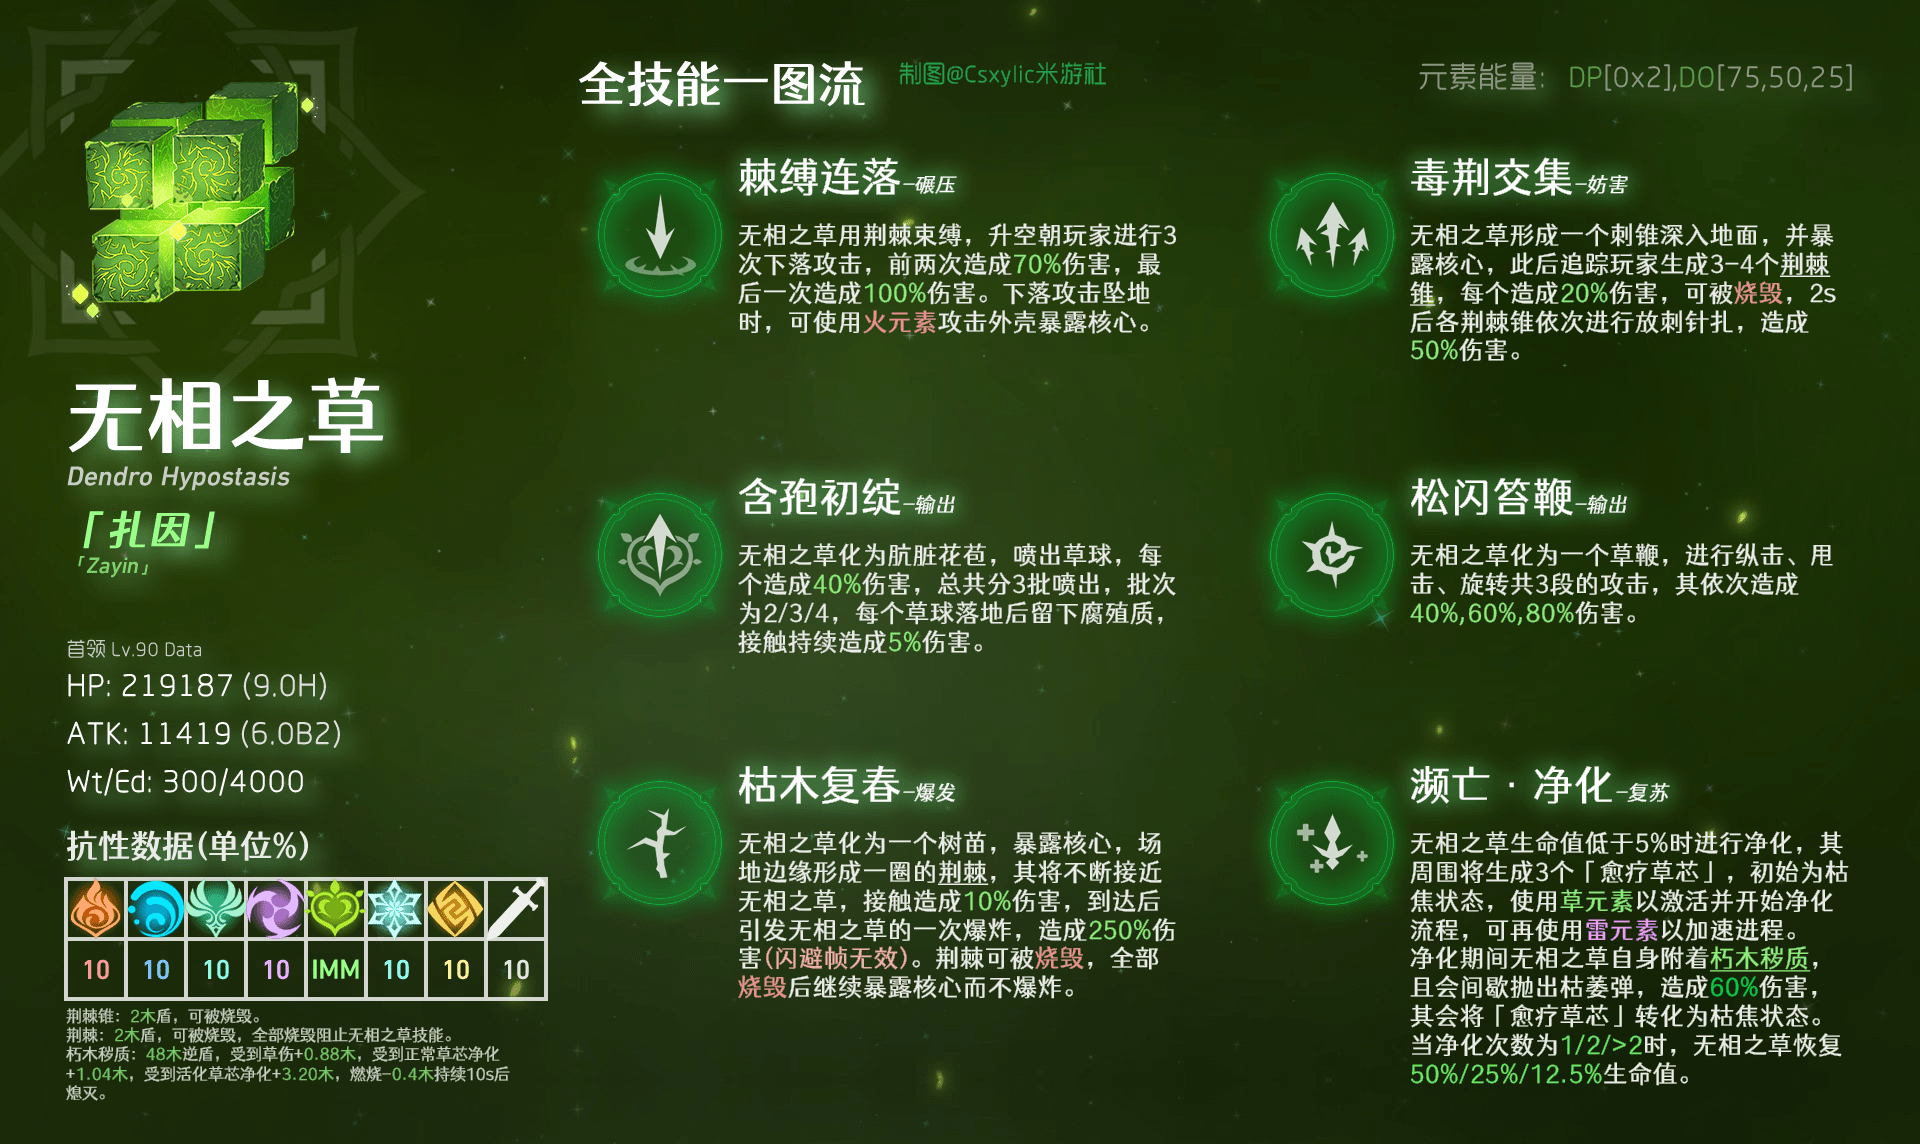 全技能一图流
制图@Csxylic米游社
元素能量： DP[0x2],DO[75,50,25]
无相之草
Dendro Hypostasis
「扎因」
「Zayin」
首领 Lv.90 Data
HP: 219187 (9.0H)
ATK: 11419 (6.0B2)
Wt/Ed: 300/4000
抗性数据(单位%)
10 10 10 10 IMM 10 10 10
荆棘锥：2木盾，可被烧毁。
荆棘：2木盾，可被烧毁，全部烧毁阻止无相之草技能。
朽木秽质：48木逆盾，受到草伤+0.88木，受到正常草芯净化
+1.04木，受到活化草芯净化+3.20木，燃烧-0.4木持续10s后
熄灭。
棘缚连落-碾压
无相之草用荆棘束缚，升空朝玩家进行3
次下落攻击，前两次造成70%伤害，最
后一次造成100%伤害。下落攻击坠地
时，可使用火元素攻击外壳暴露核心。
毒荆交集-妨害
无相之草形成一个刺锥深入地面，并暴
露核心，此后追踪玩家生成3-4个荆棘
锥，每个造成20%伤害，可被烧毁，2s
后各荆棘锥依次进行放刺针扎，造成
50%伤害。
含孢初绽-输出
无相之草化为肮脏花苞，喷出草球，每
个造成40%伤害，总共分3批喷出，批次
为2/3/4，每个草球落地后留下腐殖质，
接触持续造成5%伤害。
松闪笞鞭-输出
无相之草化为一个草鞭，进行纵击、甩
击、旋转共3段的攻击，其依次造成
40%,60%,80%伤害。
枯木复春-爆发
无相之草化为一个树苗，暴露核心，场
地边缘形成一圈的荆棘，其将不断接近
无相之草，接触造成10%伤害，到达后
引发无相之草的一次爆炸，造成250%伤
害(闪避帧无效)。荆棘可被烧毁，全部
烧毁后继续暴露核心而不爆炸。
濒亡·净化-复苏
无相之草生命值低于5%时进行净化，其
周围将生成3个「愈疗草芯」，初始为枯
焦状态，使用草元素以激活并开始净化
流程，可再使用雷元素以加速进程。
净化期间无相之草自身附着朽木秽质，
且会间歇抛出枯萎弹，造成60%伤害，
其会将「愈疗草芯」转化为枯焦状态。
当净化次数为1/2/>2时，无相之草恢复
50%/25%/12.5%生命值。